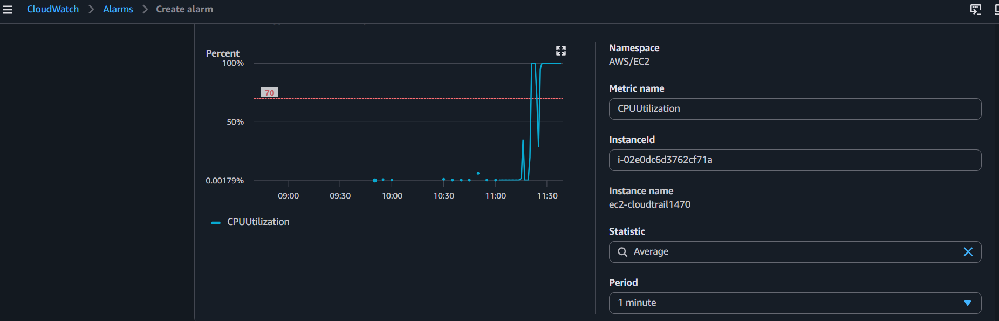 CloudWatch > Alarms > Create alarm
Percent
100%
70
50%
0.00179%
09:00 09:30 10:00 10:30 11:00 11:30
CPUUtilization
Namespace
AWS/EC2
Metric name
CPUUtilization
InstanceId
i-02e0dc6d3762cf71a
Instance name
ec2-cloudtrail1470
Statistic
Average
Period
1 minute